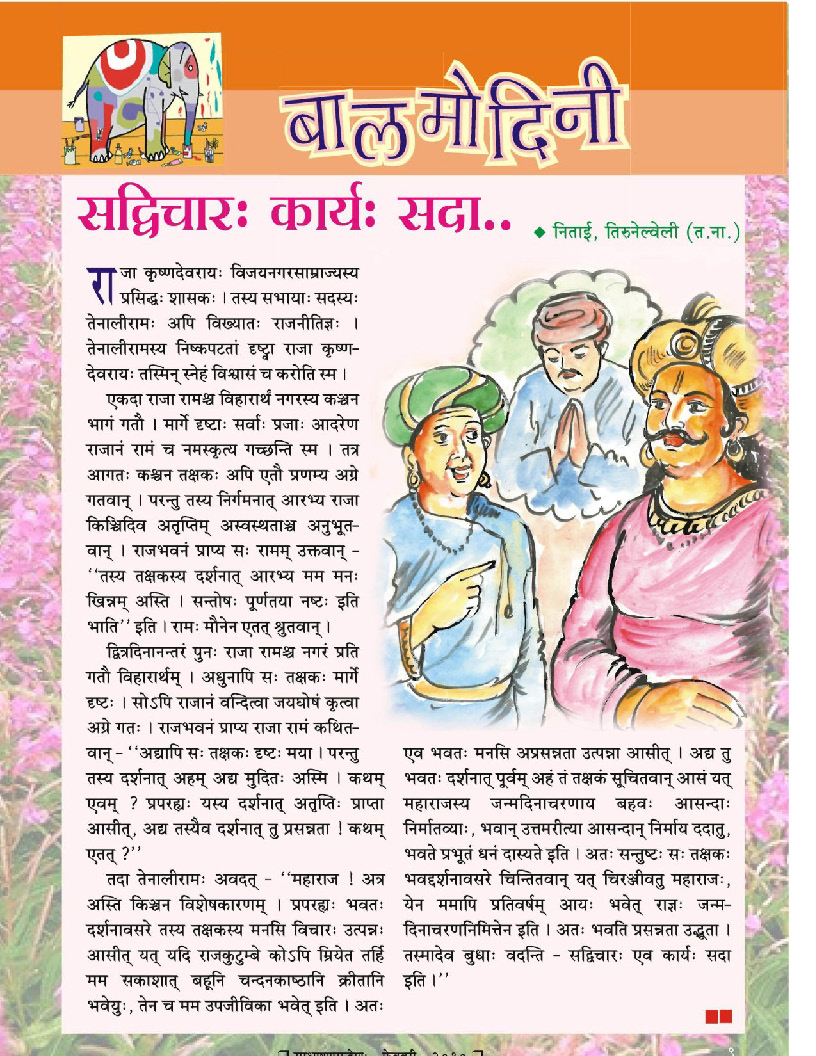 बालमोदिनी
सद्विचारः कार्यः सदा..
◆ निताई, तिरुनेल्वेली (त.ना.)
राजा कृष्णदेवरायः विजयनगरसाम्राज्यस्य
प्रसिद्धः शासकः । तस्य सभायाः सदस्यः
तेनालीरामः अपि विख्यातः राजनीतिज्ञः ।
तेनालीरामस्य निष्कपटतां दृष्ट्वा राजा कृष्ण-
देवरायः तस्मिन् स्नेहं विश्वासं च करोति स्म ।
एकदा राजा रामश्च विहारार्थं नगरस्य कञ्चन
भागं गतौ । मार्गे दृष्टाः सर्वाः प्रजाः आदरेण
राजानं रामं च नमस्कृत्य गच्छन्ति स्म । तत्र
आगतः कश्चन तक्षकः अपि एतौ प्रणम्य अग्रे
गतवान् । परन्तु तस्य निर्गमनात् आरभ्य राजा
किञ्चिदिव अतृप्तिम् अस्वस्थताञ्च अनुभूत-
वान् । राजभवनं प्राप्य सः रामम् उक्तवान् -
‘‘तस्य तक्षकस्य दर्शनात् आरभ्य मम मनः
खिन्नम् अस्ति । सन्तोषः पूर्णतया नष्टः इति
भाति’’ इति । रामः मौनेन एतत् श्रुतवान् ।
द्वित्रदिनानन्तरं पुनः राजा रामश्च नगरं प्रति
गतौ विहारार्थम् । अधुनापि सः तक्षकः मार्गे
दृष्टः । सोऽपि राजानं वन्दित्वा जयघोषं कृत्वा
अग्रे गतः । राजभवनं प्राप्य राजा रामं कथित-
वान् - ‘‘अद्यापि सः तक्षकः दृष्टः मया । परन्तु
तस्य दर्शनात् अहम् अद्य मुदितः अस्मि । कथम्
एवम् ? प्रपरह्यः यस्य दर्शनात् अतृप्तिः प्राप्ता
आसीत्, अद्य तस्यैव दर्शनात् तु प्रसन्नता ! कथम्
एतत् ?’’
तदा तेनालीरामः अवदत् - ‘‘महाराज ! अत्र
अस्ति किञ्चन विशेषकारणम् । प्रपरह्यः भवतः
दर्शनावसरे तस्य तक्षकस्य मनसि विचारः उत्पन्नः
आसीत् यत् यदि राजकुटुम्बे कोऽपि म्रियेत तर्हि
मम सकाशात् बहूनि चन्दनकाष्ठानि क्रीतानि
भवेयुः, तेन च मम उपजीविका भवेत् इति । अतः
एव भवतः मनसि अप्रसन्नता उत्पन्ना आसीत् । अद्य तु
भवतः दर्शनात् पूर्वम् अहं तं तक्षकं सूचितवान् आसं यत्
महाराजस्य जन्मदिनाचरणाय बहवः आसन्दाः
निर्मातव्याः, भवान् उत्तमरीत्या आसन्दान् निर्माय ददातु,
भवते प्रभूतं धनं दास्यते इति । अतः सन्तुष्टः सः तक्षकः
भवद्दर्शनावसरे चिन्तितवान् यत् चिरञ्जीवतु महाराजः,
येन ममापि प्रतिवर्षम् आयः भवेत् राज्ञः जन्म-
दिनाचरणनिमित्तेन इति । अतः भवति प्रसन्नता उद्भूता ।
तस्मादेव बुधाः वदन्ति - सद्विचारः एव कार्यः सदा
इति ।’’